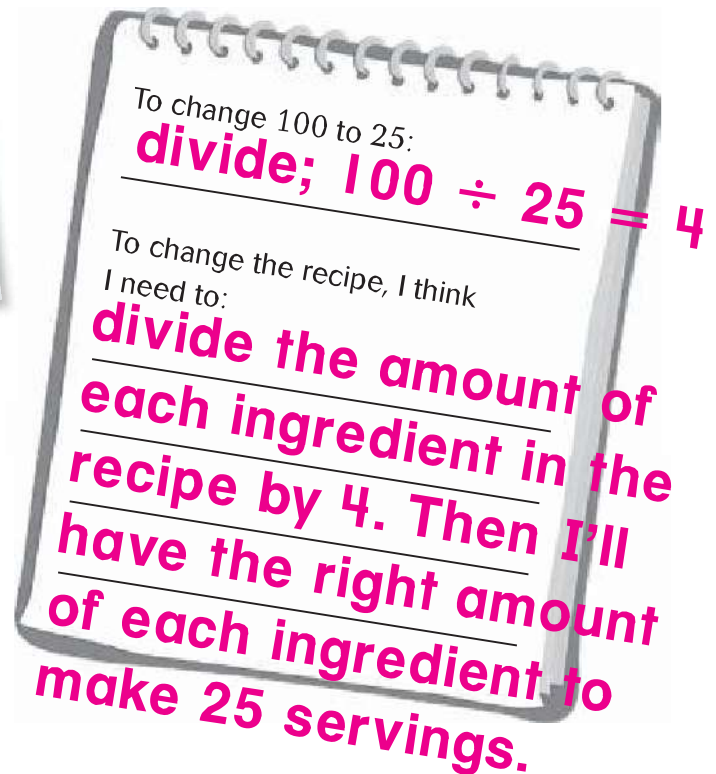 To change 100 to 25:
divide; 100 ÷ 25 = 4
To change the recipe, I think
I need to:
divide the amount of
each ingredient in the
recipe by 4. Then I'll
have the right amount
of each ingredient to
make 25 servings.